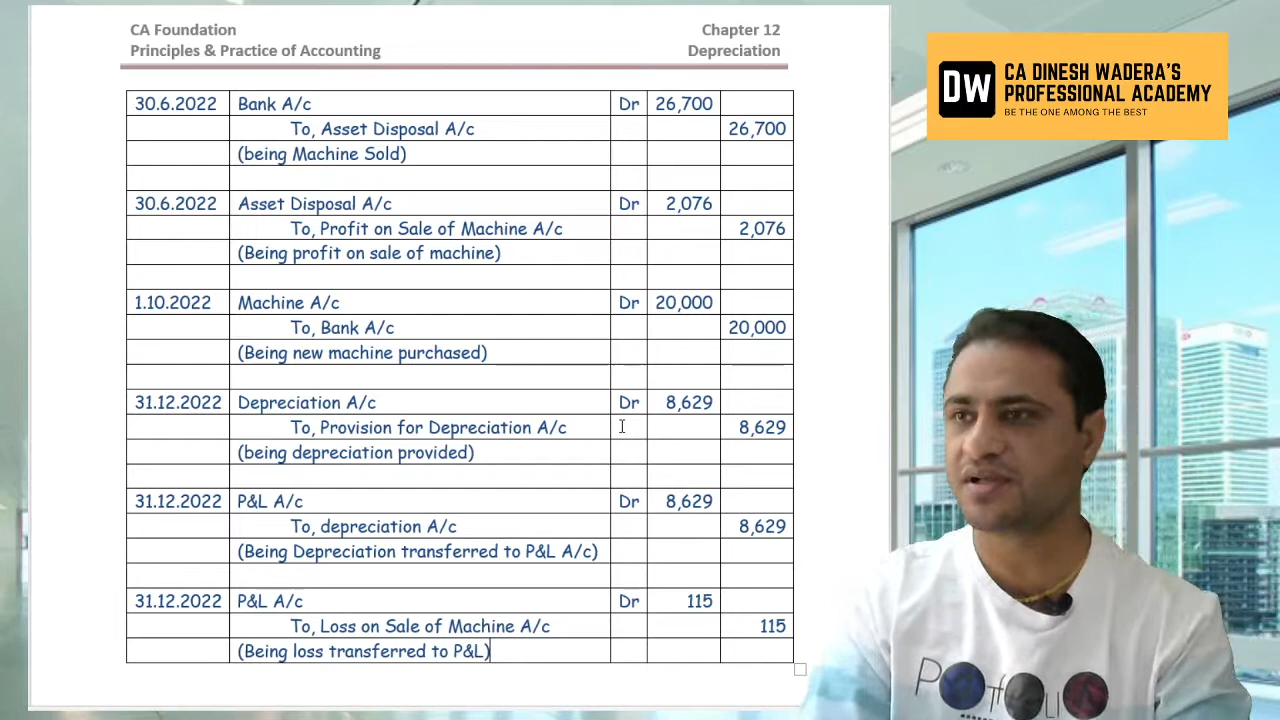 CA Foundation Chapter 12
Principles & Practice of Accounting Depreciation
DW CA DINESH WADERA'S
PROFESSIONAL ACADEMY
BE THE ONE AMONG THE BEST
30.6.2022 Bank A/c Dr 26,700
To, Asset Disposal A/c 26,700
(being Machine Sold)
30.6.2022 Asset Disposal A/c Dr 2,076
To, Profit on Sale of Machine A/c 2,076
(Being profit on sale of machine)
1.10.2022 Machine A/c Dr 20,000
To, Bank A/c 20,000
(Being new machine purchased)
31.12.2022 Depreciation A/c Dr 8,629
To, Provision for Depreciation A/c 8,629
(being depreciation provided)
31.12.2022 P&L A/c Dr 8,629
To, depreciation A/c 8,629
(Being Depreciation transferred to P&L A/c)
31.12.2022 P&L A/c Dr 115
To, Loss on Sale of Machine A/c 115
(Being loss transferred to P&L)